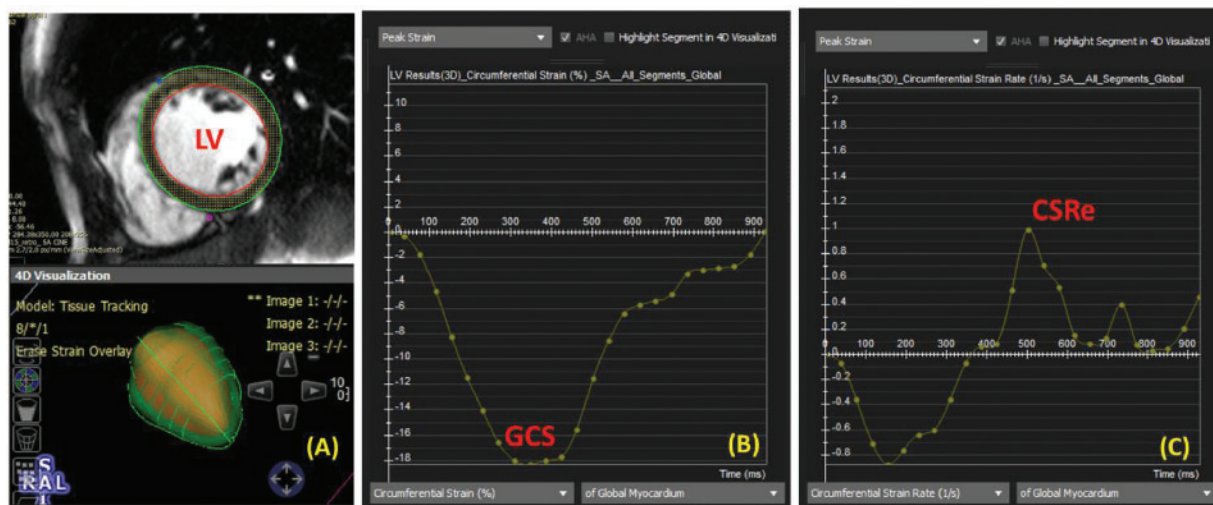 LV
4D Visualization
Model: Tissue Tracking
8/*/1
Erase Strain Overlay
** Image 1: -/-/-
Image 2: -/-/-
Image 3: -/-/-
10
0}
(A)
S
RAL
A I
Peak Strain
AHA
Highlight Segment in 4D Visualizati
LV Results(3D)_Circumferential Strain (%) _SA__All_Segments_Global
10
8
6
4
2
0
-2
-4
-6
-8
-10
-12
-14
-16
-18
0 100 200 300 400 500 600 700 800 900
GCS
(B)
Time (ms)
Circumferential Strain (%)
of Global Myocardium
Peak Strain
AHA
Highlight Segment in 4D Visualizati
LV Results(3D)_Circumferential Strain Rate (1/s) _SA__All_Segments_Global
2
1.8
1.6
1.4
1.2
1
0.8
0.6
0.4
0.2
0
-0.2
-0.4
-0.6
-0.8
0 100 200 300 400 500 600 700 800 900
CSRe
(C)
Time (ms)
Circumferential Strain Rate (1/s)
of Global Myocardium